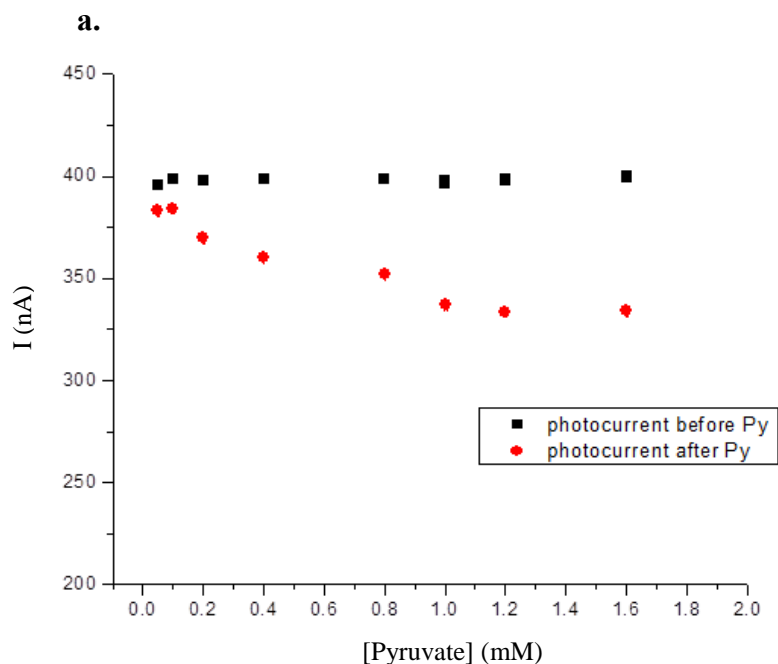 a.
450
400
350
300
250
200
I (nA)
photocurrent before Py
photocurrent after Py
0.0 0.2 0.4 0.6 0.8 1.0 1.2 1.4 1.6 1.8 2.0
[Pyruvate] (mM)